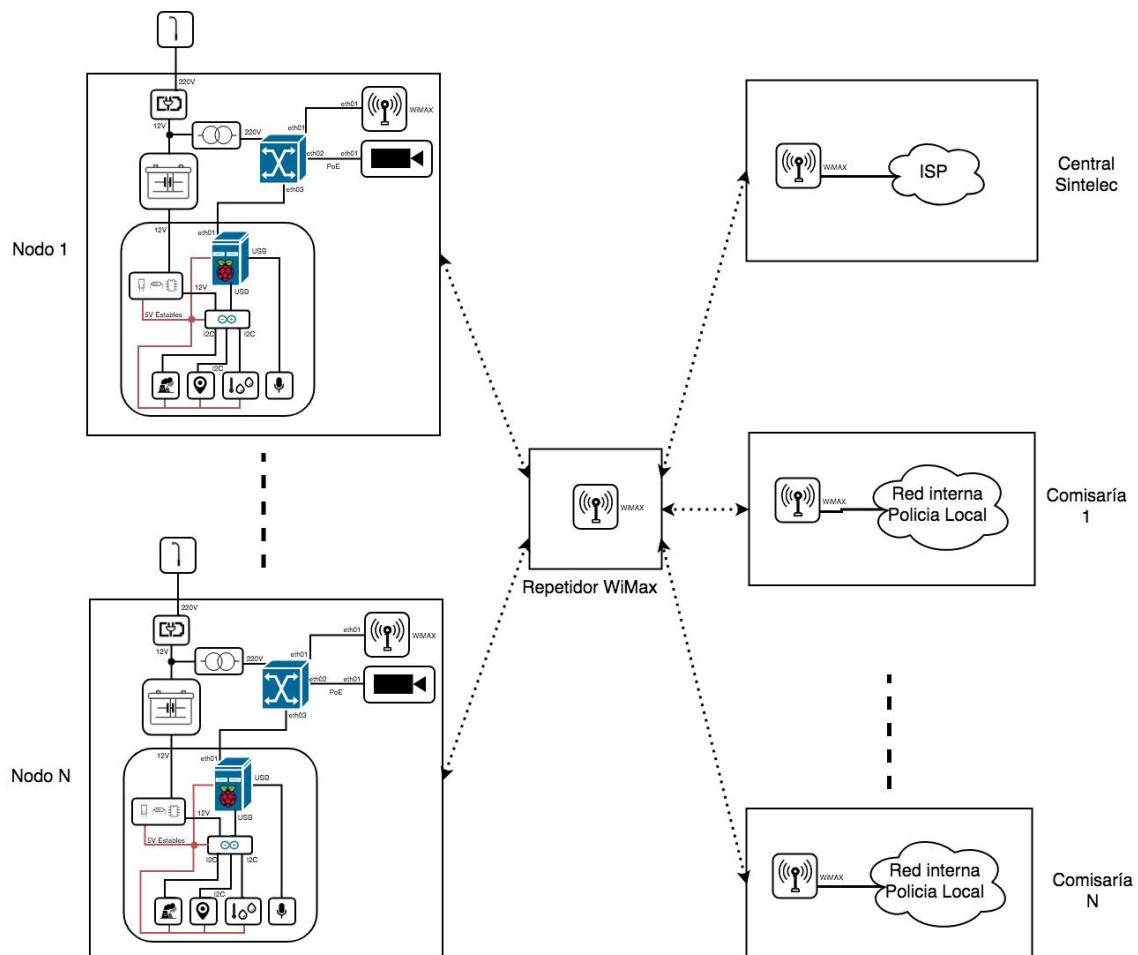 220V
12V
220V
eth01
WiMAX
eth02
eth01
PoE
eth03
12V
eth01
USB
USB
12V
5V Estables
I2C
I2C
I2C
Nodo 1
WiMAX
ISP
Central
Sintelec
WiMAX
Repetidor WiMax
WiMAX
Red interna
Policia Local
Comisaría
1
220V
12V
220V
eth01
eth01
WiMAX
eth02
eth01
PoE
eth03
12V
eth01
USB
USB
12V
5V Estables
I2C
I2C
I2C
Nodo N
WiMAX
Red interna
Policia Local
Comisaría
N